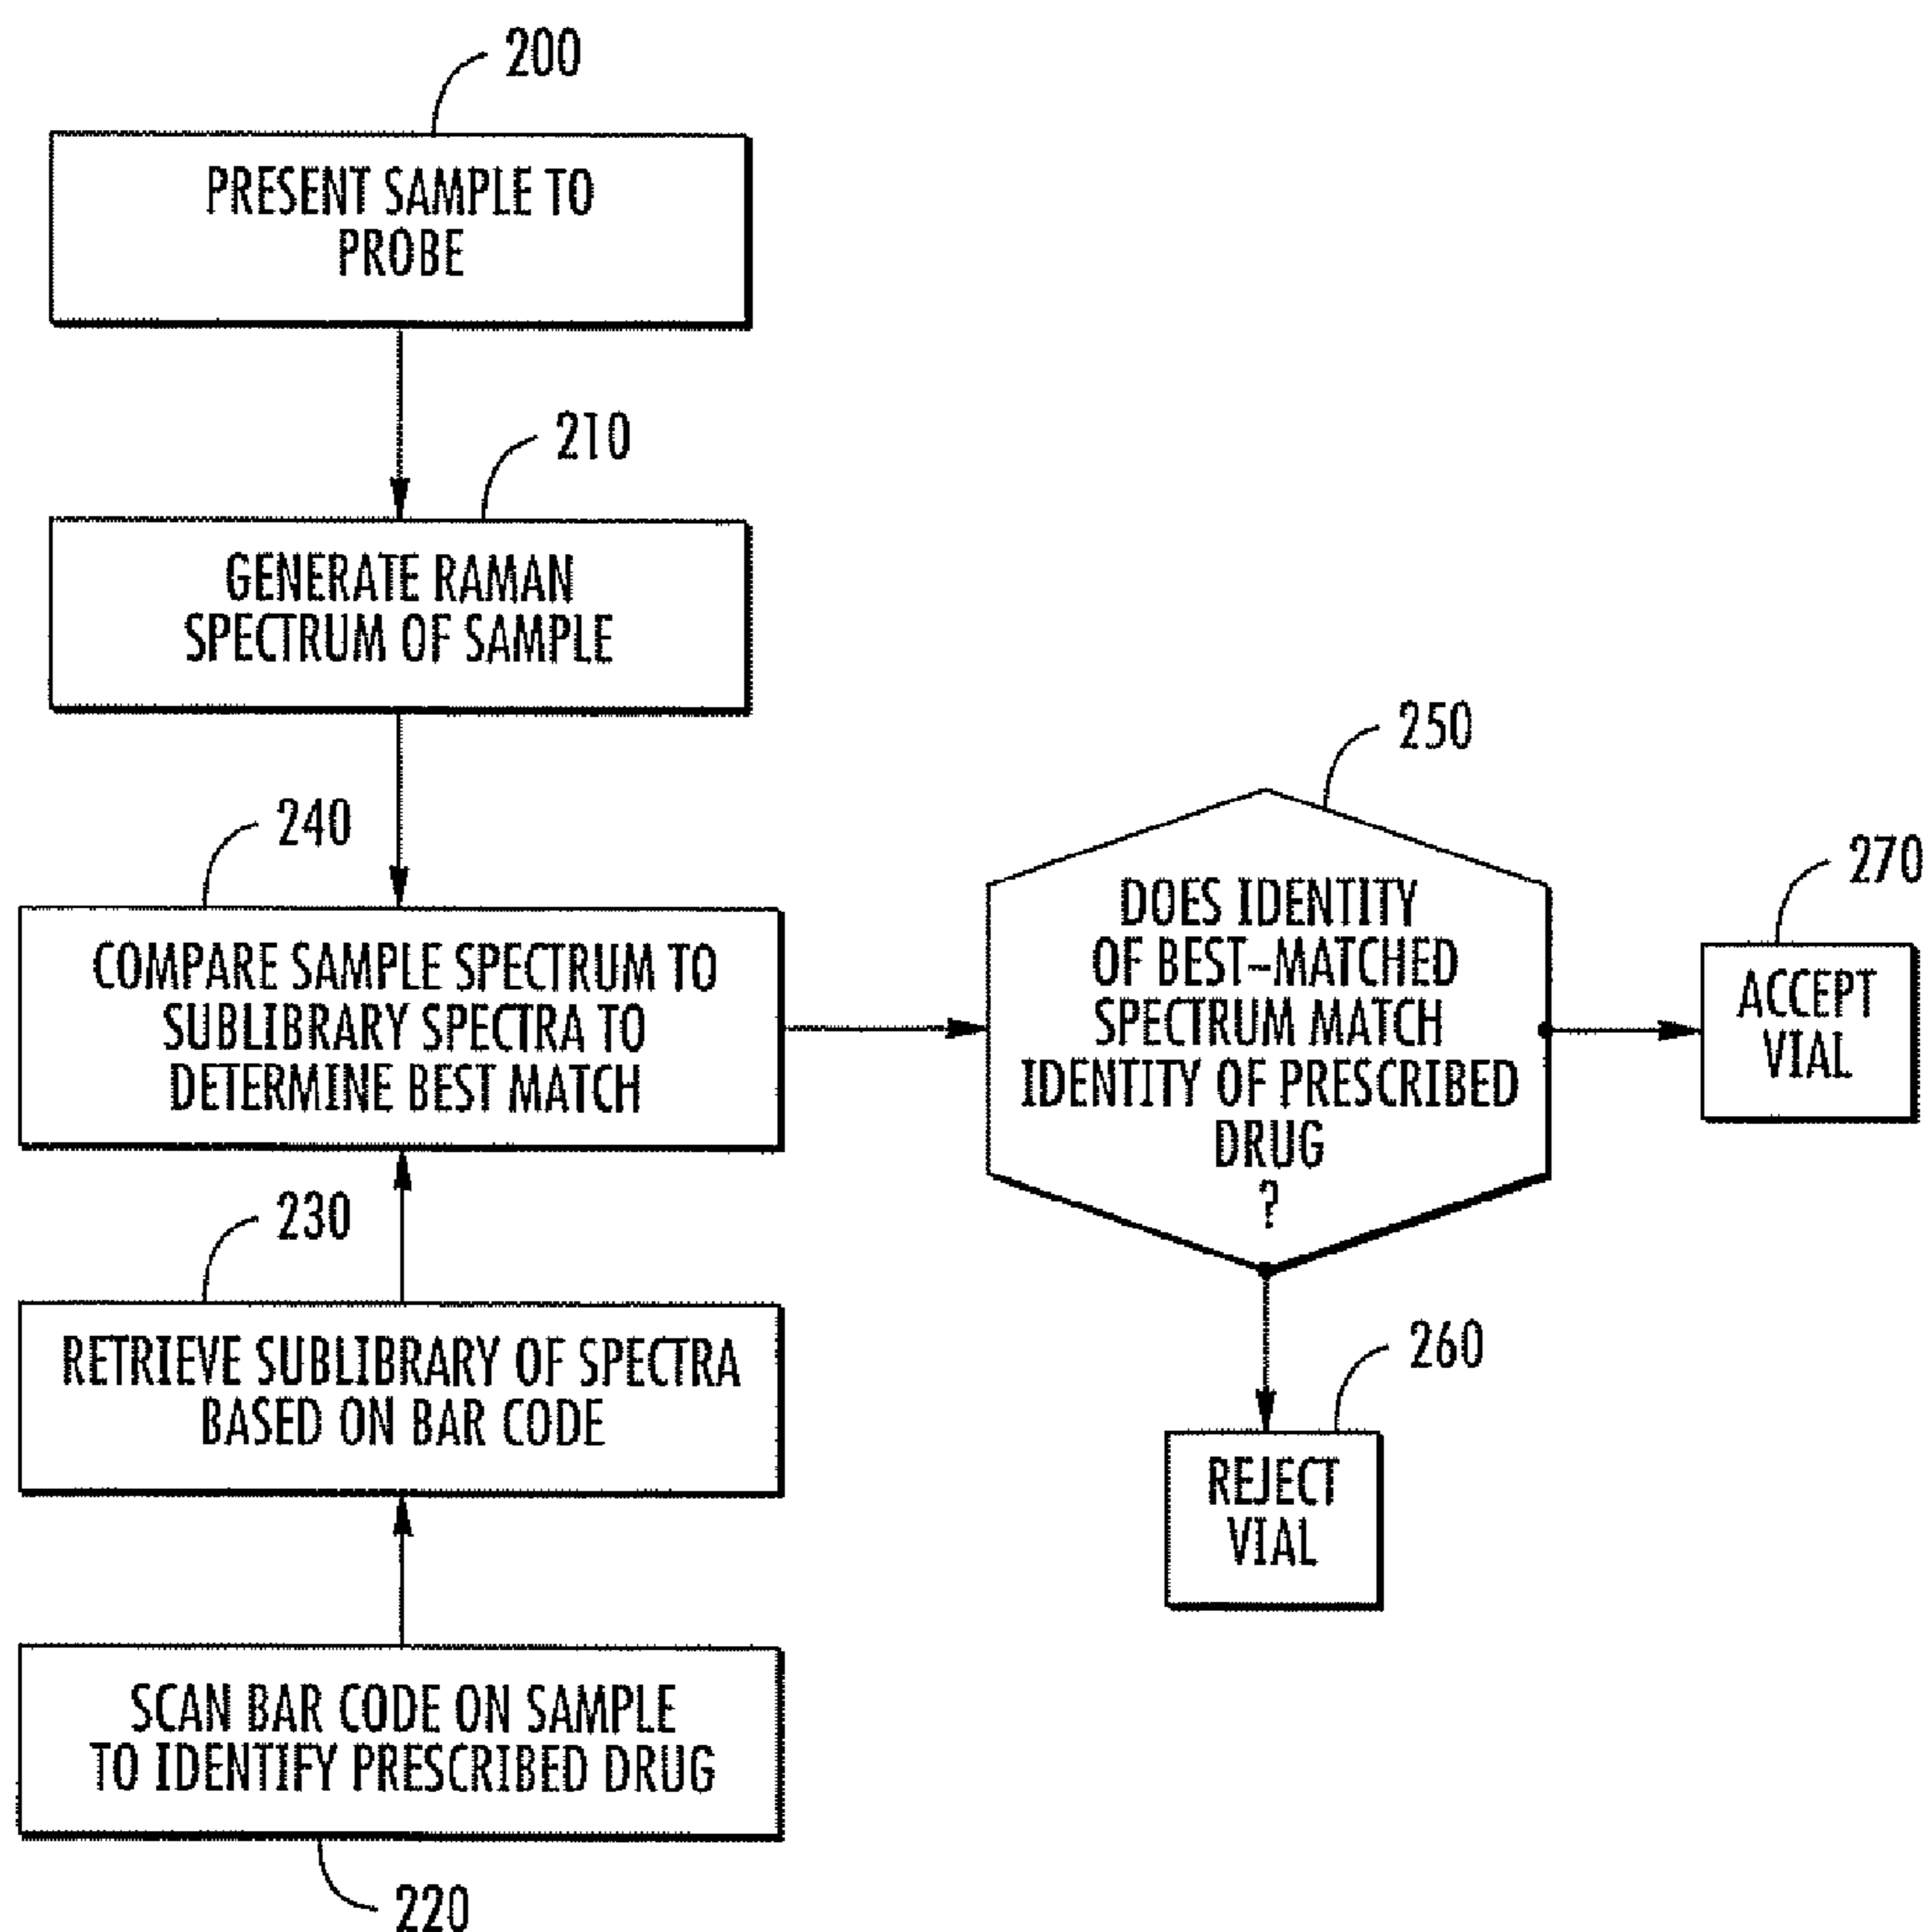 200
PRESENT SAMPLE TO
PROBE
210
GENERATE RAMAN
SPECTRUM OF SAMPLE
240
COMPARE SAMPLE SPECTRUM TO
SUBLIBRARY SPECTRA TO
DETERMINE BEST MATCH
230
RETRIEVE SUBLIBRARY OF SPECTRA
BASED ON BAR CODE
SCAN BAR CODE ON SAMPLE
TO IDENTIFY PRESCRIBED DRUG
220
250
DOES IDENTITY
OF BEST-MATCHED
SPECTRUM MATCH
IDENTITY OF PRESCRIBED
DRUG
?
260
REJECT
VIAL
270
ACCEPT
VIAL